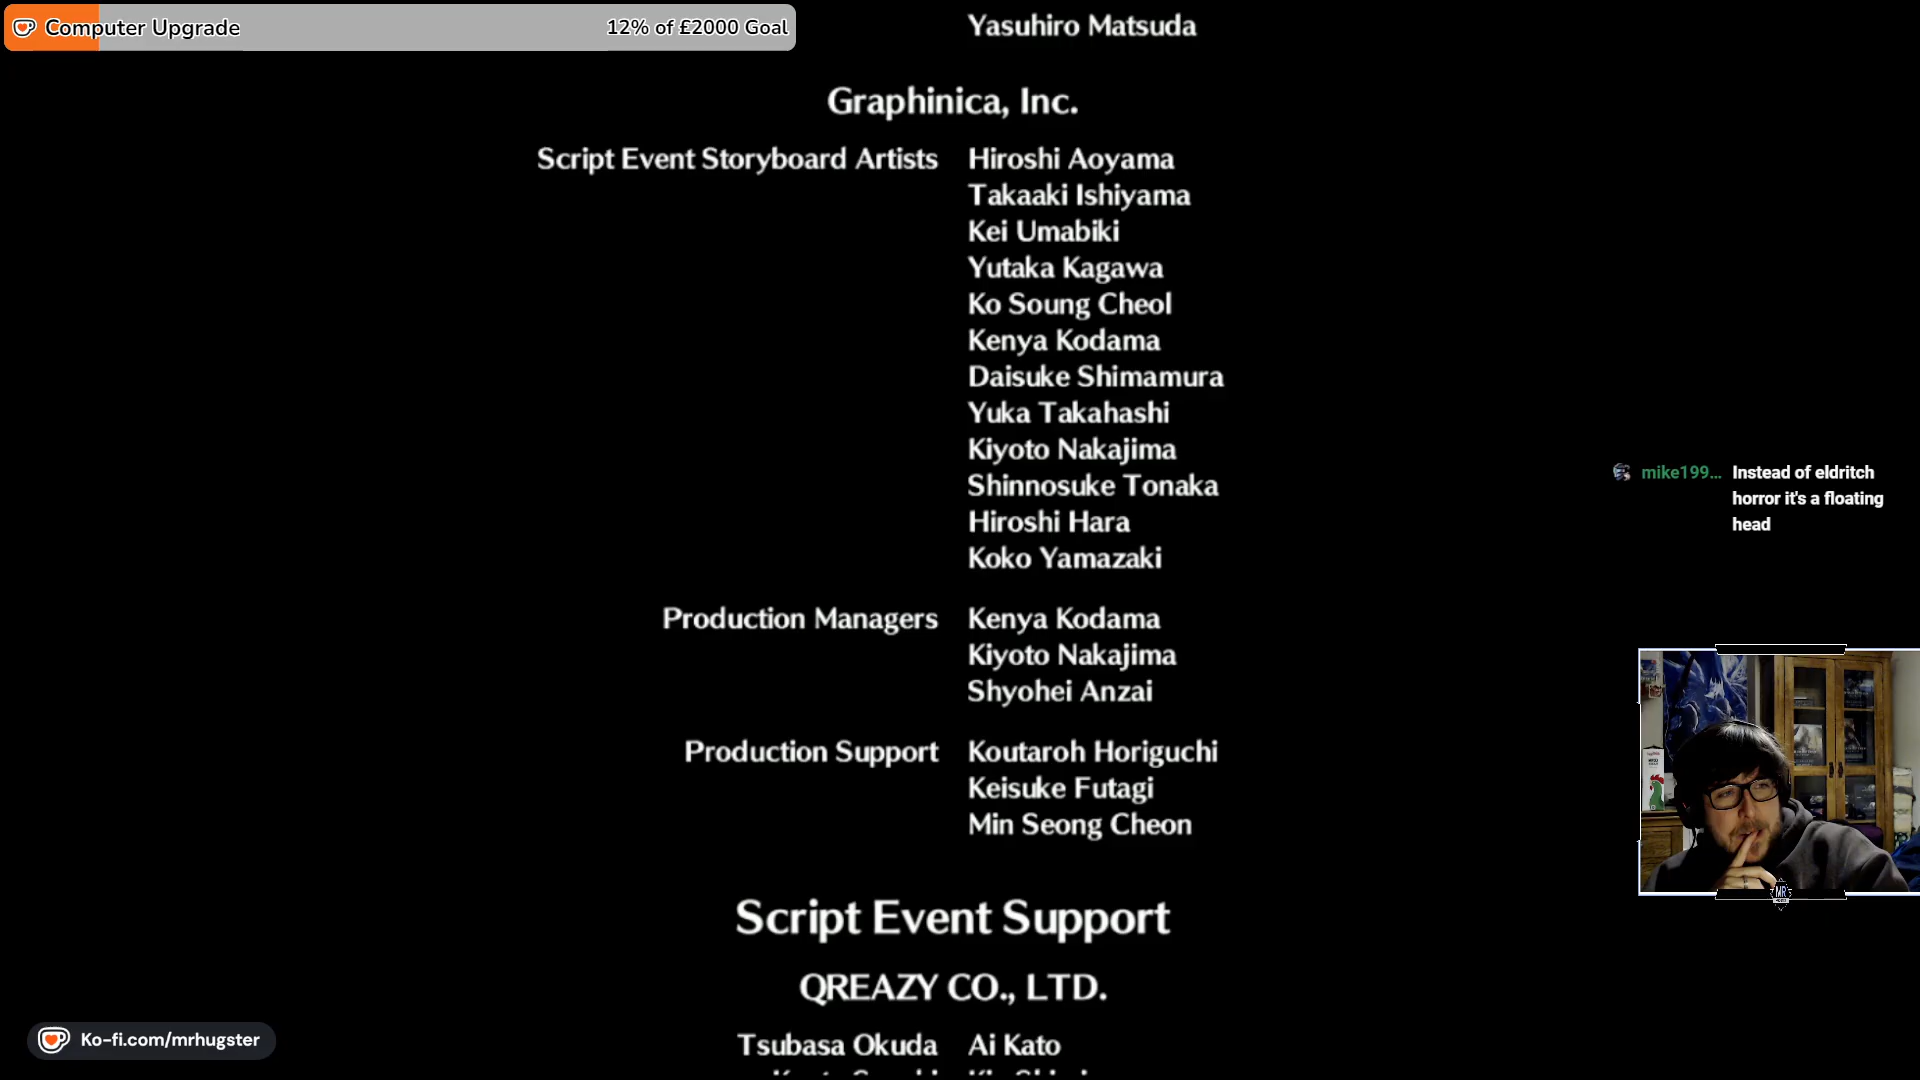 Computer Upgrade
12% of £2000 Goal
Yasuhiro Matsuda
Graphinica, Inc.
Script Event Storyboard Artists Hiroshi Aoyama
Takaaki Ishiyama
Kei Umabiki
Yutaka Kagawa
Ko Soung Cheol
Kenya Kodama
Daisuke Shimamura
Yuka Takahashi
Kiyoto Nakajima
Shinnosuke Tonaka
Hiroshi Hara
Koko Yamazaki
Production Managers Kenya Kodama
Kiyoto Nakajima
Shyohei Anzai
Production Support Koutaroh Horiguchi
Keisuke Futagi
Min Seong Cheon
Script Event Support
QREAZY CO., LTD.
Tsubasa Okuda Ai Kato
mike199... Instead of eldritch
horror it's a floating
head
MR
Ko-fi.com/mrhugster